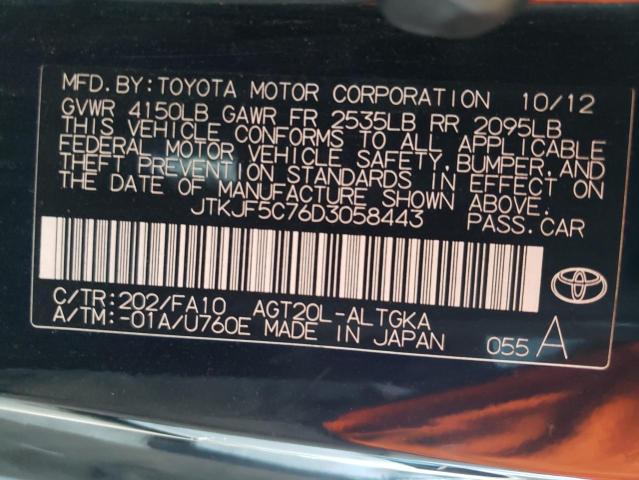 MFD.BY:TOYOTA MOTOR CORPORATION 10/12
GVWR 4150LB GAWR FR 2535LB RR 2095LB
THIS VEHICLE CONFORMS TO ALL APPLICABLE
FEDERAL MOTOR VEHICLE SAFETY,BUMPER,AND
THEFT PREVENTION STANDARDS IN EFFECT ON
THE DATE OF MANUFACTURE SHOWN ABOVE.
JTKJF5C76D3058443 PASS.CAR
C/TR:202/FA10 AGT20L-ALTGKA
A/TM:-01A/U760E MADE IN JAPAN 055 A